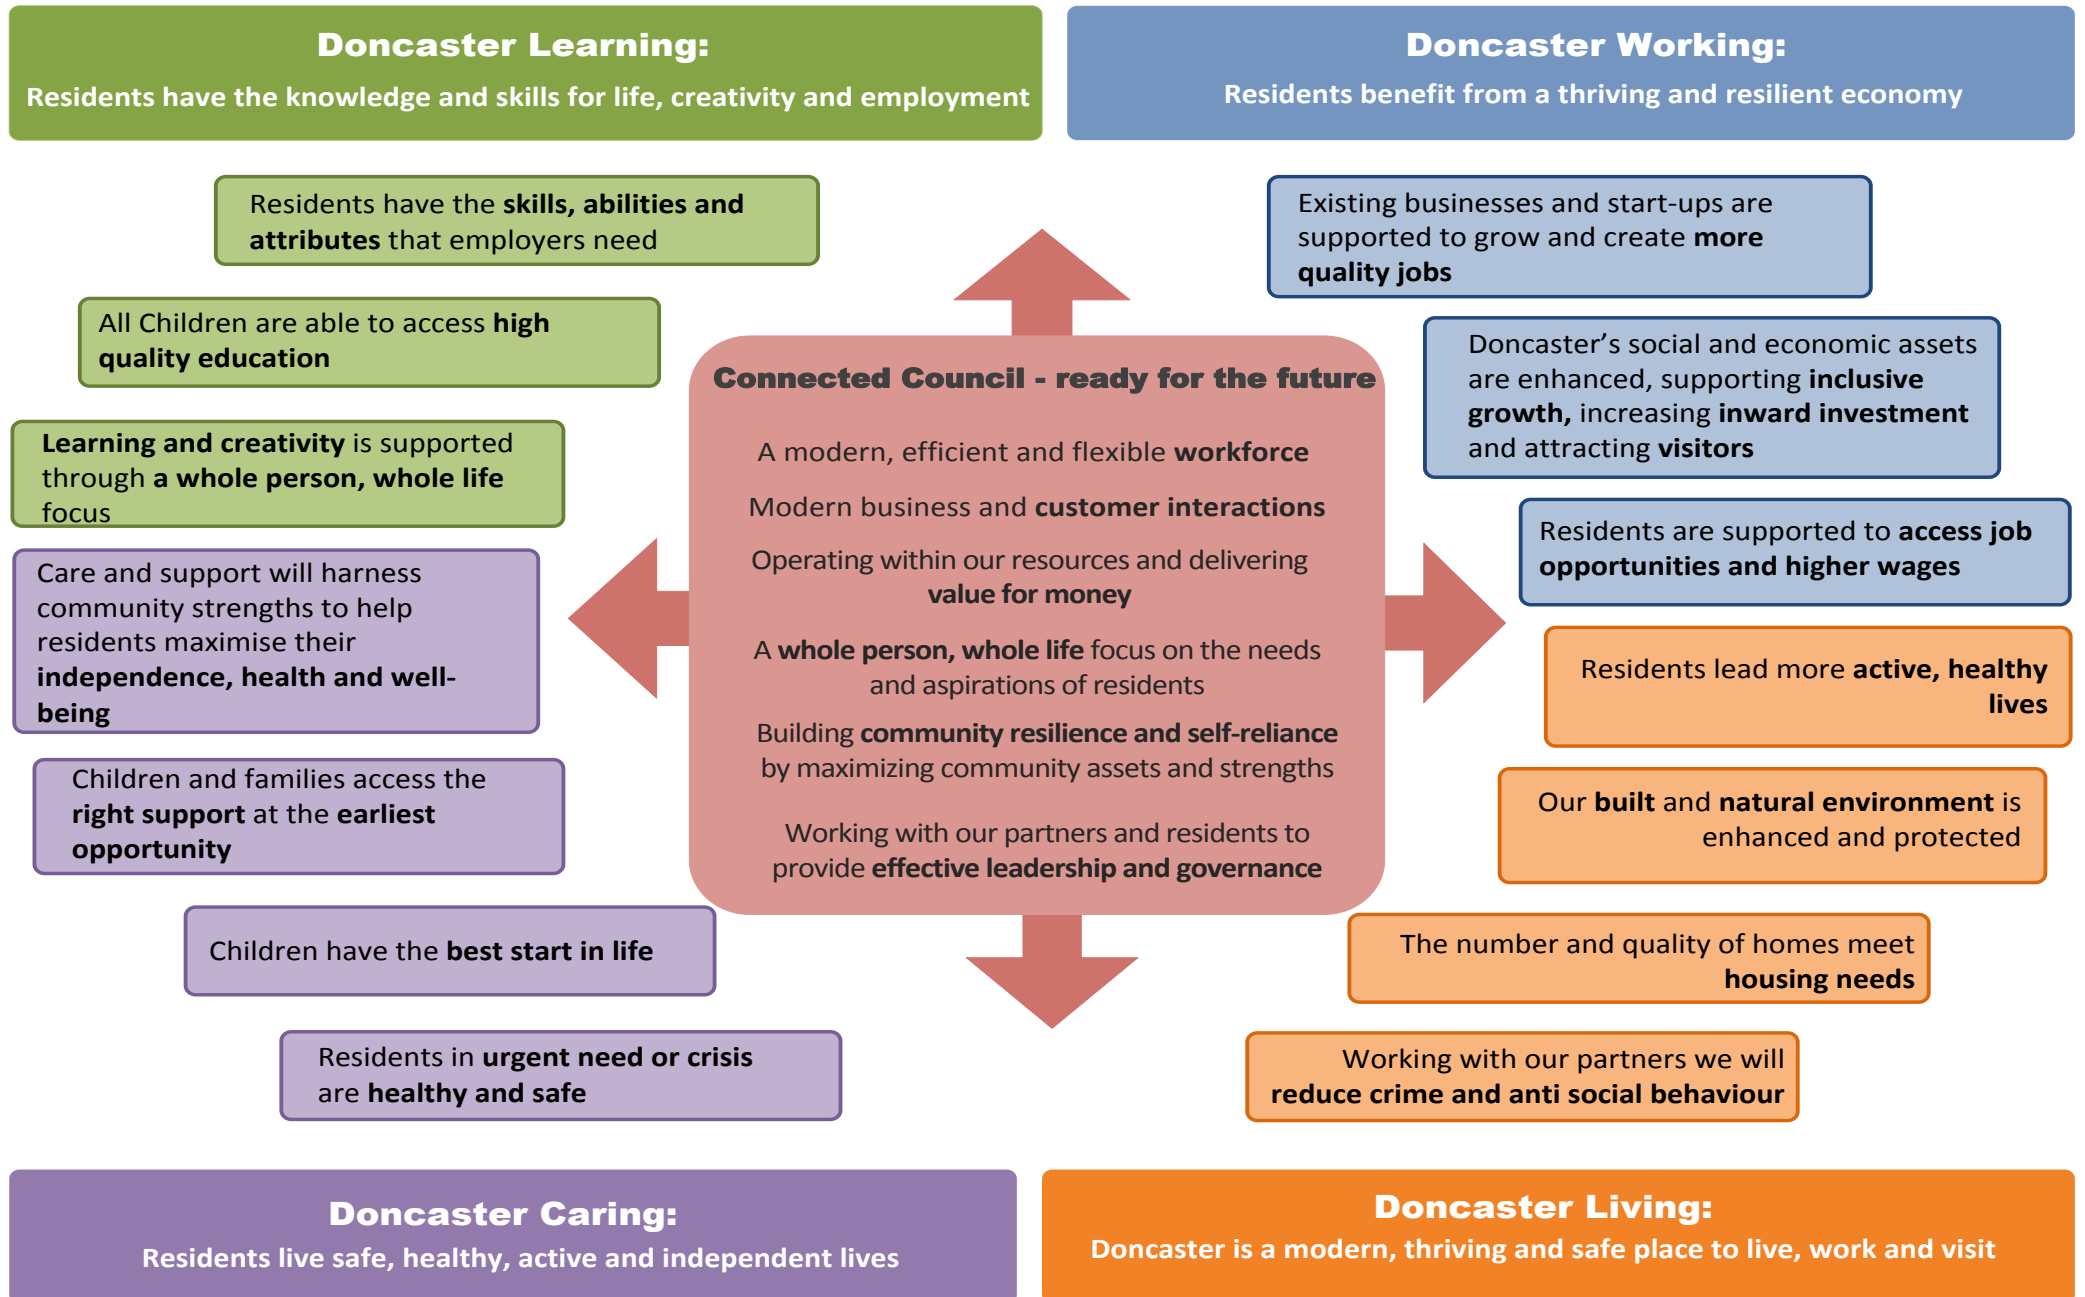 Doncaster Learning:
Residents have the knowledge and skills for life, creativity and employment
Doncaster Working:
Residents benefit from a thriving and resilient economy
Residents have the skills, abilities and
attributes that employers need
All Children are able to access high
quality education
Learning and creativity is supported
through a whole person, whole life
focus
Existing businesses and start-ups are
supported to grow and create more
quality jobs
Doncaster’s social and economic assets
are enhanced, supporting inclusive
growth, increasing inward investment
and attracting visitors
Residents are supported to access job
opportunities and higher wages
Connected Council - ready for the future
A modern, efficient and flexible workforce
Modern business and customer interactions
Operating within our resources and delivering
value for money
A whole person, whole life focus on the needs
and aspirations of residents
Building community resilience and self-reliance
by maximizing community assets and strengths
Working with our partners and residents to
provide effective leadership and governance
Care and support will harness
community strengths to help
residents maximise their
independence, health and well-
being
Children and families access the
right support at the earliest
opportunity
Children have the best start in life
Residents in urgent need or crisis
are healthy and safe
Residents lead more active, healthy
lives
Our built and natural environment is
enhanced and protected
The number and quality of homes meet
housing needs
Working with our partners we will
reduce crime and anti social behaviour
Doncaster Caring:
Residents live safe, healthy, active and independent lives
Doncaster Living:
Doncaster is a modern, thriving and safe place to live, work and visit